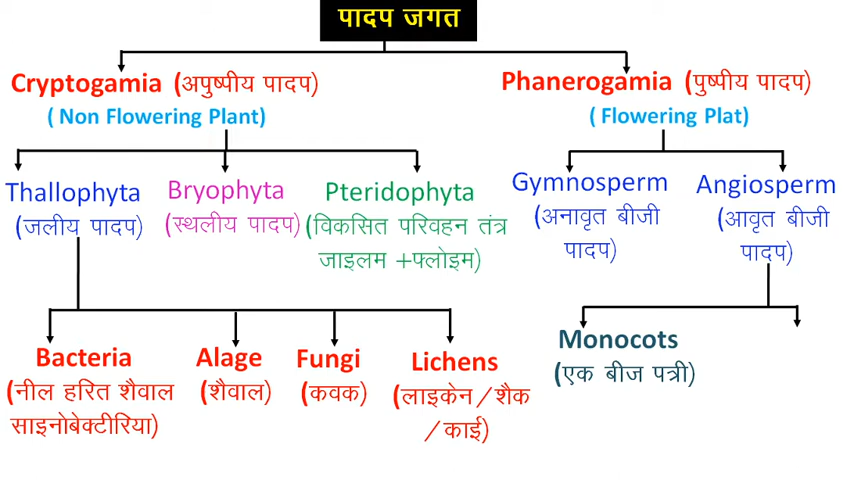 पादप जगत
Cryptogamia (अपुष्पीय पादप)
( Non Flowering Plant)
Phanerogamia (पुष्पीय पादप)
( Flowering Plat)
Thallophyta
(जलीय पादप)
Bryophyta
(स्थलीय पादप)
Pteridophyta
(विकसित परिवहन तंत्र
जाइलम +फ्लोइम)
Gymnosperm
(अनावृत बीजी
पादप)
Angiosperm
(आवृत बीजी
पादप)
Bacteria
(नील हरित शैवाल
साइनोबेक्टीरिया)
Alage
(शैवाल)
Fungi
(कवक)
Lichens
(लाइकेन/शैक
/काई)
Monocots
(एक बीज पत्री)